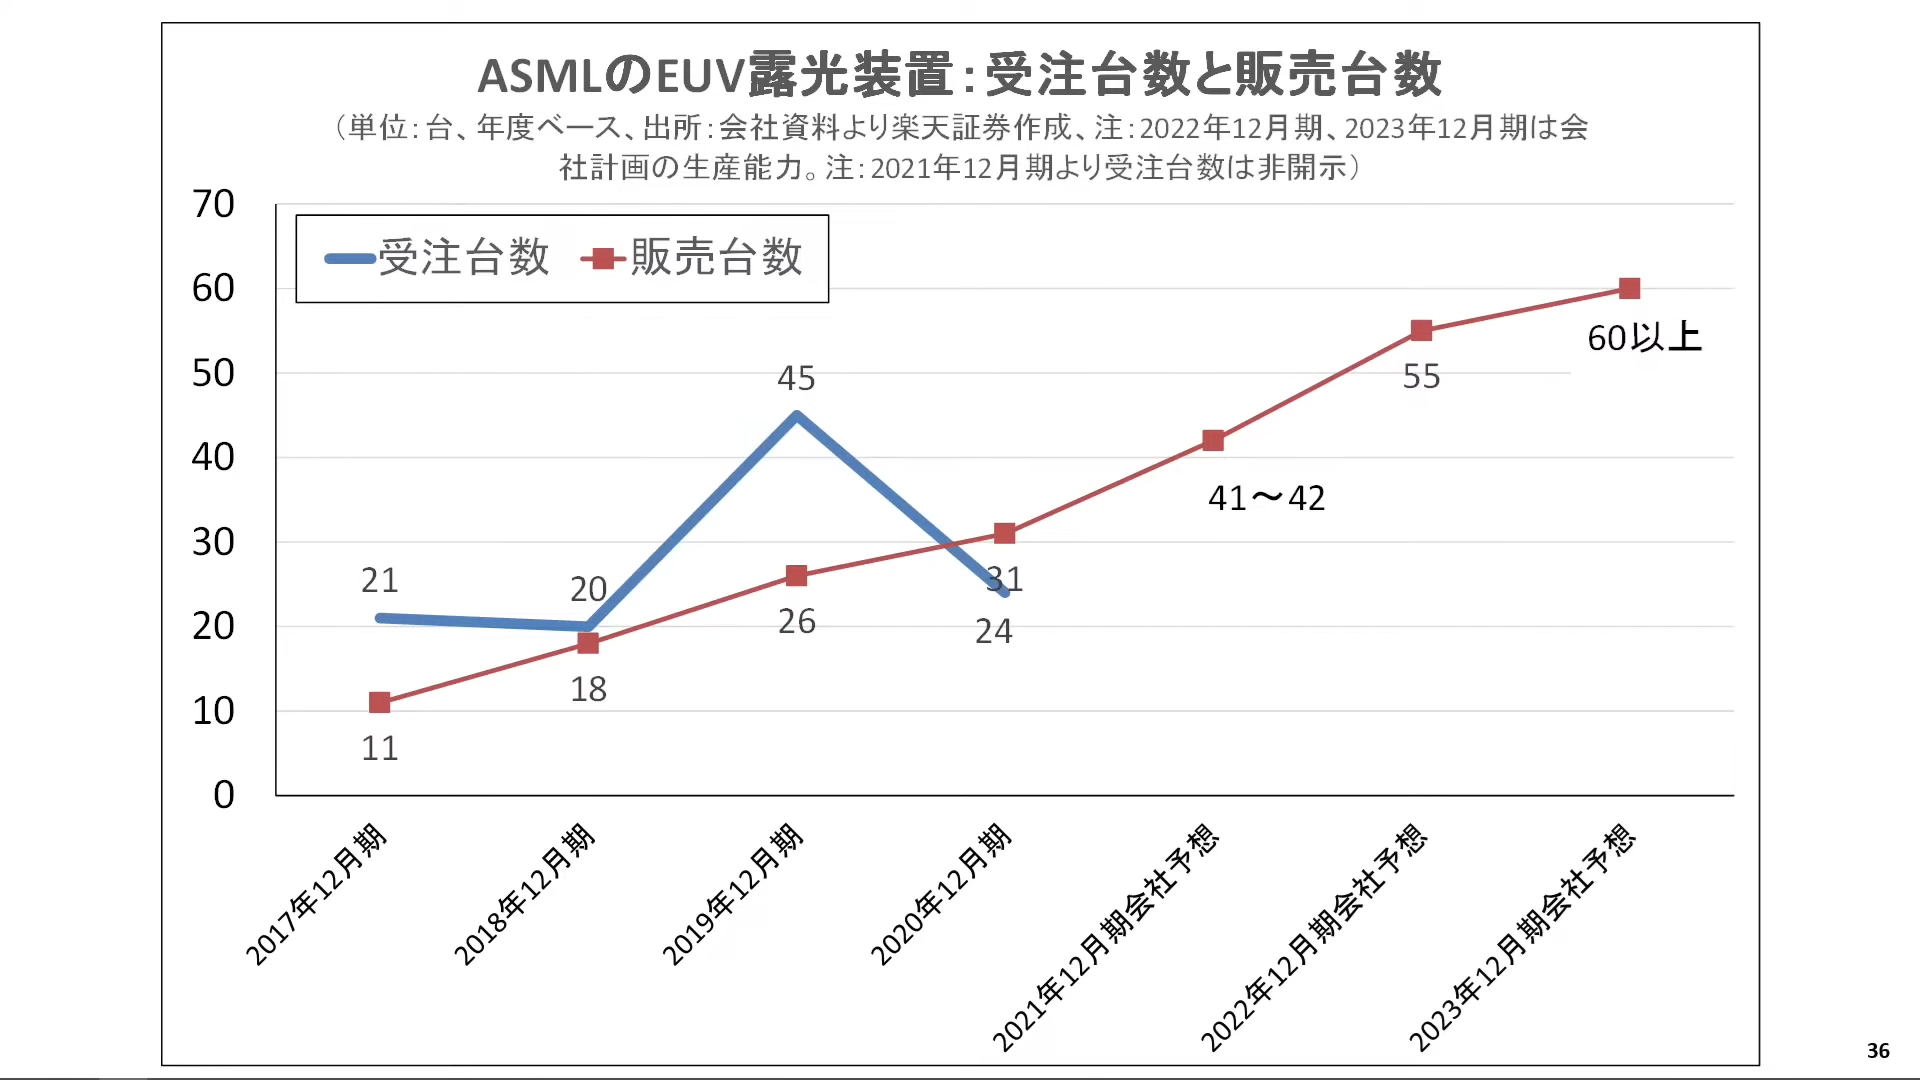 ASMLのEUV露光装置：受注台数と販売台数
（単位：台、年度ベース、出所：会社資料より楽天証券作成、注：2022年12月期、2023年12月期は会
社計画の生産能力。注：2021年12月期より受注台数は非開示）
70
受注台数 販売台数
60
60以上
50
45
55
40
41～42
30
21
20
31
20
26
24
18
10
11
0
2017年12月期
2018年12月期
2019年12月期
2020年12月期
2021年12月期会社予想
2022年12月期会社予想
2023年12月期会社予想
36